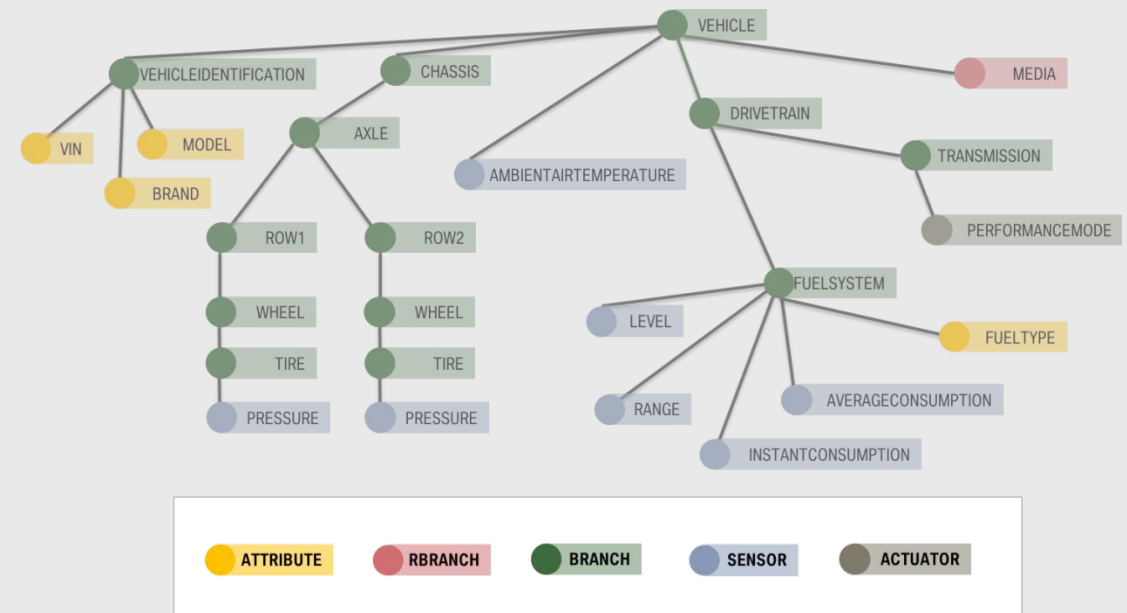 VEHICLE
VEHICLEIDENTIFICATION
CHASSIS
MEDIA
DRIVETRAIN
VIN
MODEL
AXLE
BRAND
AMBIENTAIRTEMPERATURE
TRANSMISSION
PERFORMANCEMODE
ROW1
ROW2
FUELSYSTEM
WHEEL
WHEEL
LEVEL
FUELTYPE
TIRE
TIRE
PRESSURE
PRESSURE
RANGE
AVERAGECONSUMPTION
INSTANTCONSUMPTION
ATTRIBUTE
RBRANCH
BRANCH
SENSOR
ACTUATOR